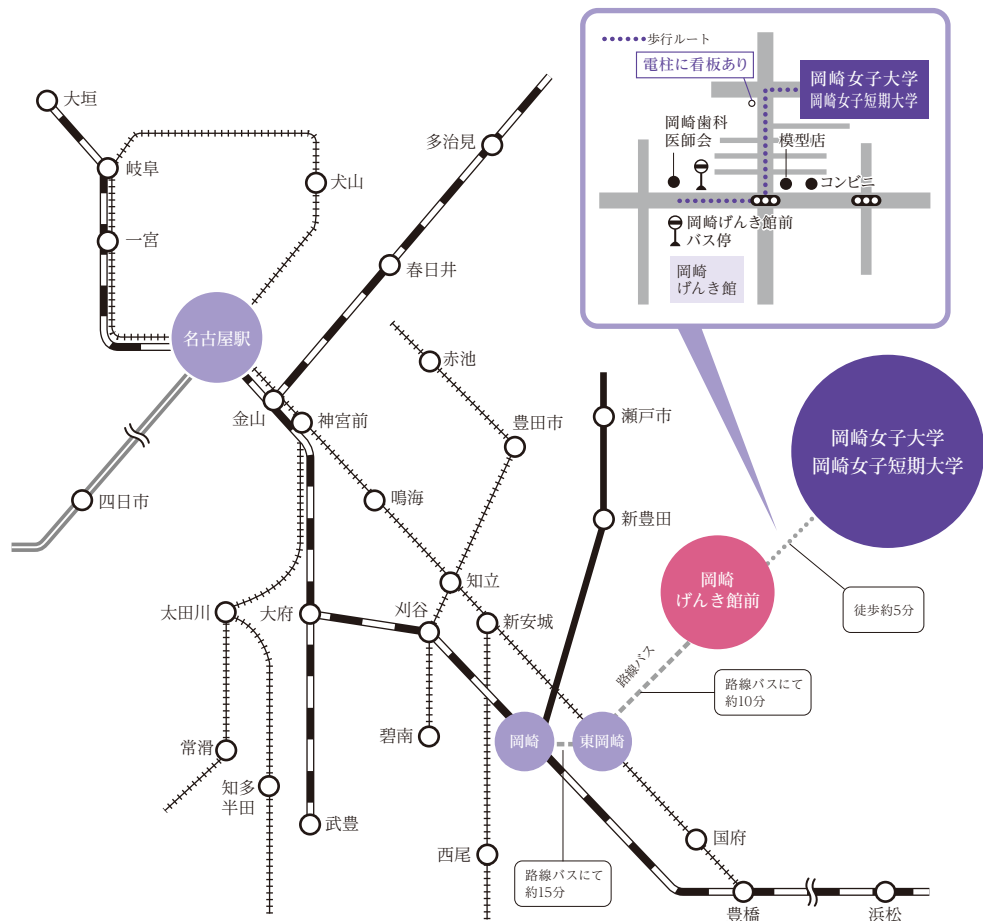 歩行ルート
電柱に看板あり
岡崎女子大学
岡崎女子短期大学
岡崎歯科
医師会
模型店
コンビニ
岡崎げんき館前
バス停
岡崎
げんき館
大垣
岐阜
犬山
多治見
一宮
春日井
名古屋駅
赤池
金山
神宮前
豊田市
瀬戸市
岡崎女子大学
岡崎女子短期大学
四日市
鳴海
新豊田
岡崎
げんき館前
知立
太田川
大府
刈谷
新安城
徒歩約5分
路線バス
路線バスにて
約10分
常滑
碧南
岡崎
東岡崎
知多
半田
武豊
西尾
路線バスにて
約15分
国府
豊橋
浜松